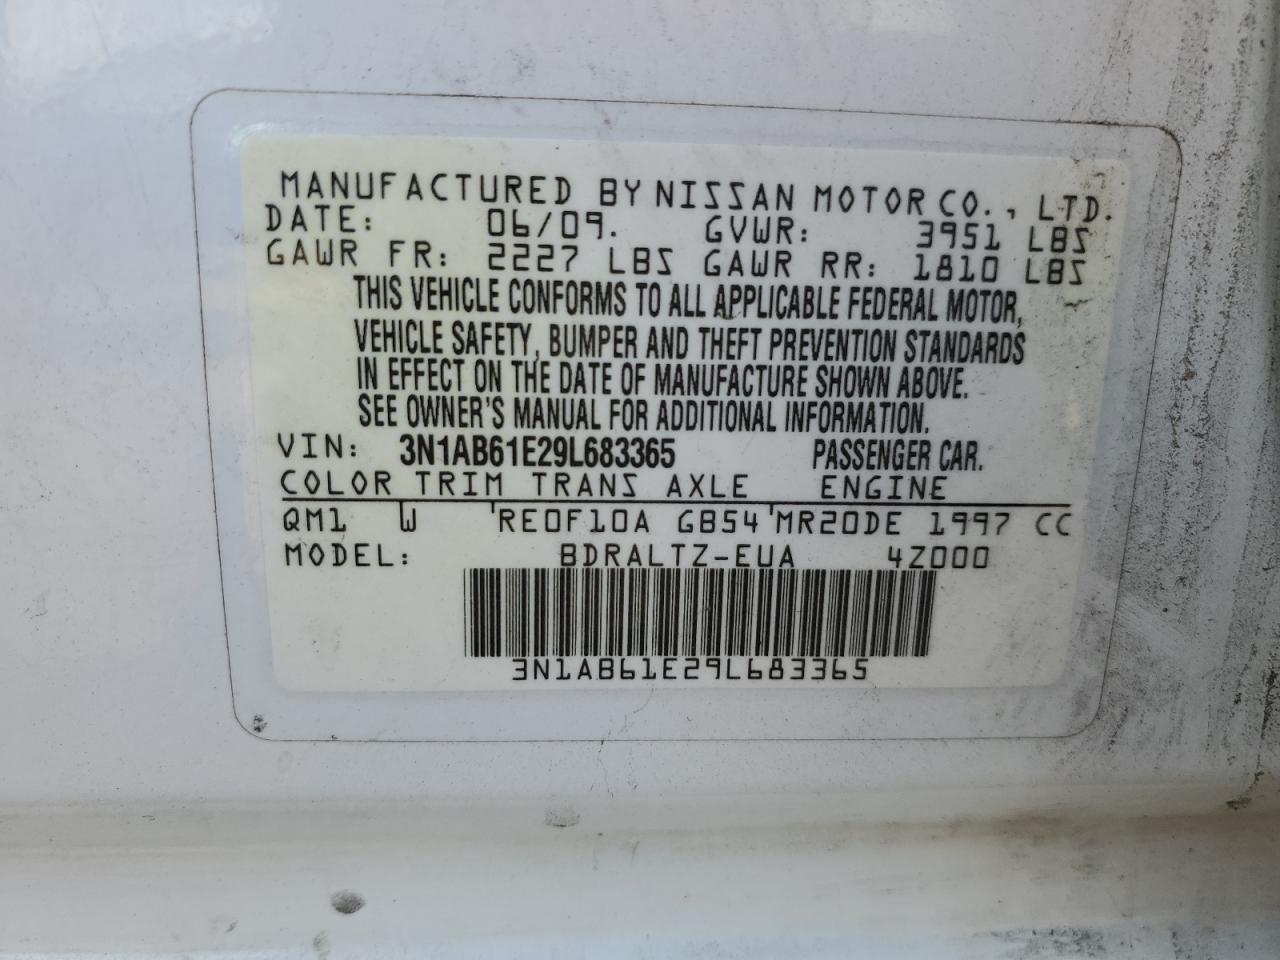 MANUFACTURED BY NISSAN MOTOR CO., LTD.
DATE: 06/09. GVWR: 3951 LBS
GAWR FR: 2227 LBS GAWR RR: 1810 LBS
THIS VEHICLE CONFORMS TO ALL APPLICABLE FEDERAL MOTOR,
VEHICLE SAFETY, BUMPER AND THEFT PREVENTION STANDARDS
IN EFFECT ON THE DATE OF MANUFACTURE SHOWN ABOVE.
SEE OWNER'S MANUAL FOR ADDITIONAL INFORMATION.
VIN: 3N1AB61E29L683365 PASSENGER CAR.
COLOR TRIM TRANS AXLE ENGINE
QM1 W RE0F10A GB54 MR20DE 1997 CC
MODEL: BDRALTZ-EUA 4Z000
3N1AB61E29L683365